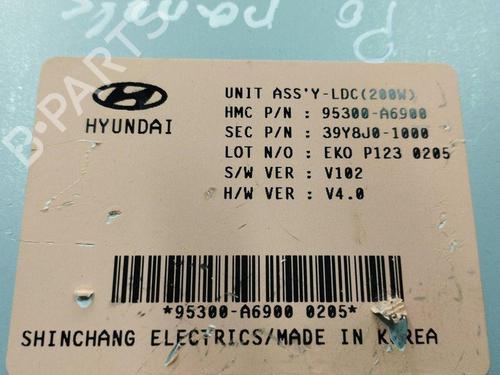 B-PARTS
UNIT ASS'Y-LDC(200W)
HMC P/N : 95300-A6900
HYUNDAI
SEC P/N : 39Y8J0-1000
LOT N/O : EKO P123 0205
S/W VER : V102
H/W VER : V4.0
*95300-A6900 0205*
SHINCHANG ELECTRICS/MADE IN KOREA